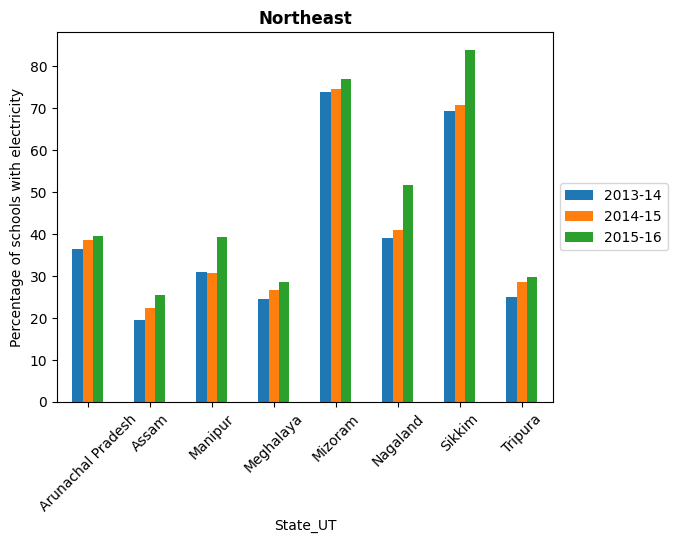 Northeast
Percentage of schools with electricity
80
70
60
50
40
30
20
10
0
Arunachal Pradesh
Assam
Manipur
Meghalaya
Mizoram
Nagaland
Sikkim
Tripura
State_UT
2013-14
2014-15
2015-16